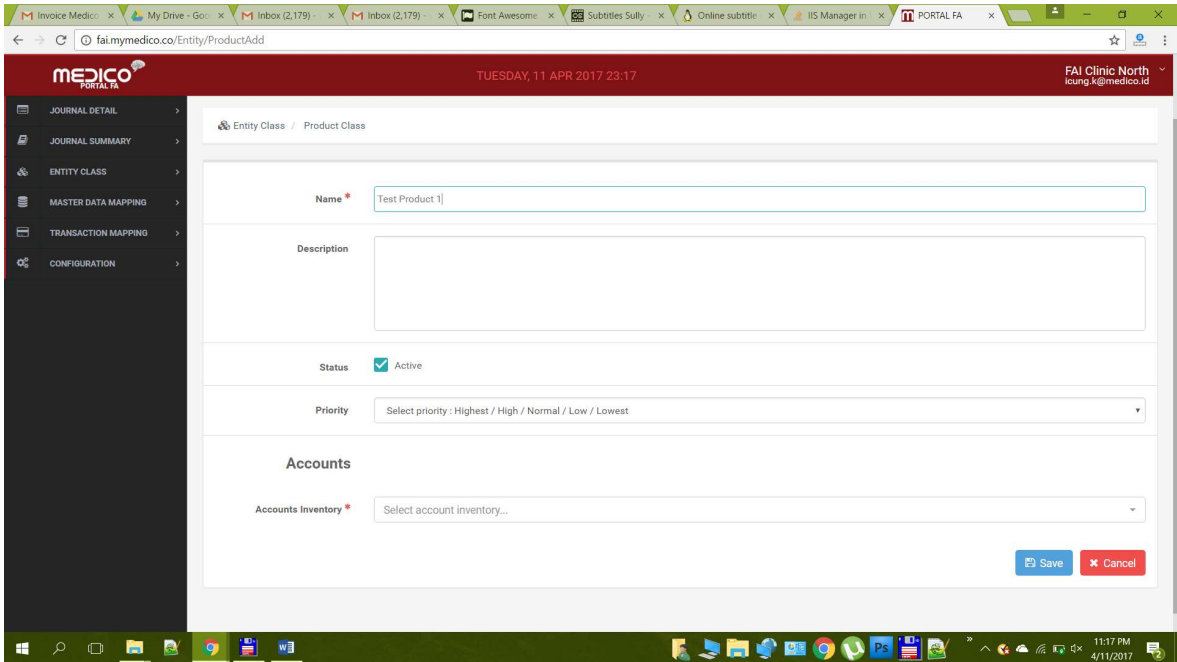 Invoice Medico
My Drive - Goo
M Inbox (2,179) -
M Inbox (2,179) -
Font Awesome
Subtitles Sully -
Online subtitle
IIS Manager in
PORTAL FA
fai.mymedico.co/Entity/ProductAdd
MEDICO
PORTAL FA
TUESDAY, 11 APR 2017 23:17
FAI Clinic North
icung.k@medico.id
JOURNAL DETAIL
JOURNAL SUMMARY
ENTITY CLASS
MASTER DATA MAPPING
TRANSACTION MAPPING
CONFIGURATION
Entity Class / Product Class
Name *
Test Product 1
Description
Status
Active
Priority
Select priority : Highest / High / Normal / Low / Lowest
Accounts
Accounts Inventory *
Select account inventory...
Save
Cancel
11:17 PM
4/11/2017